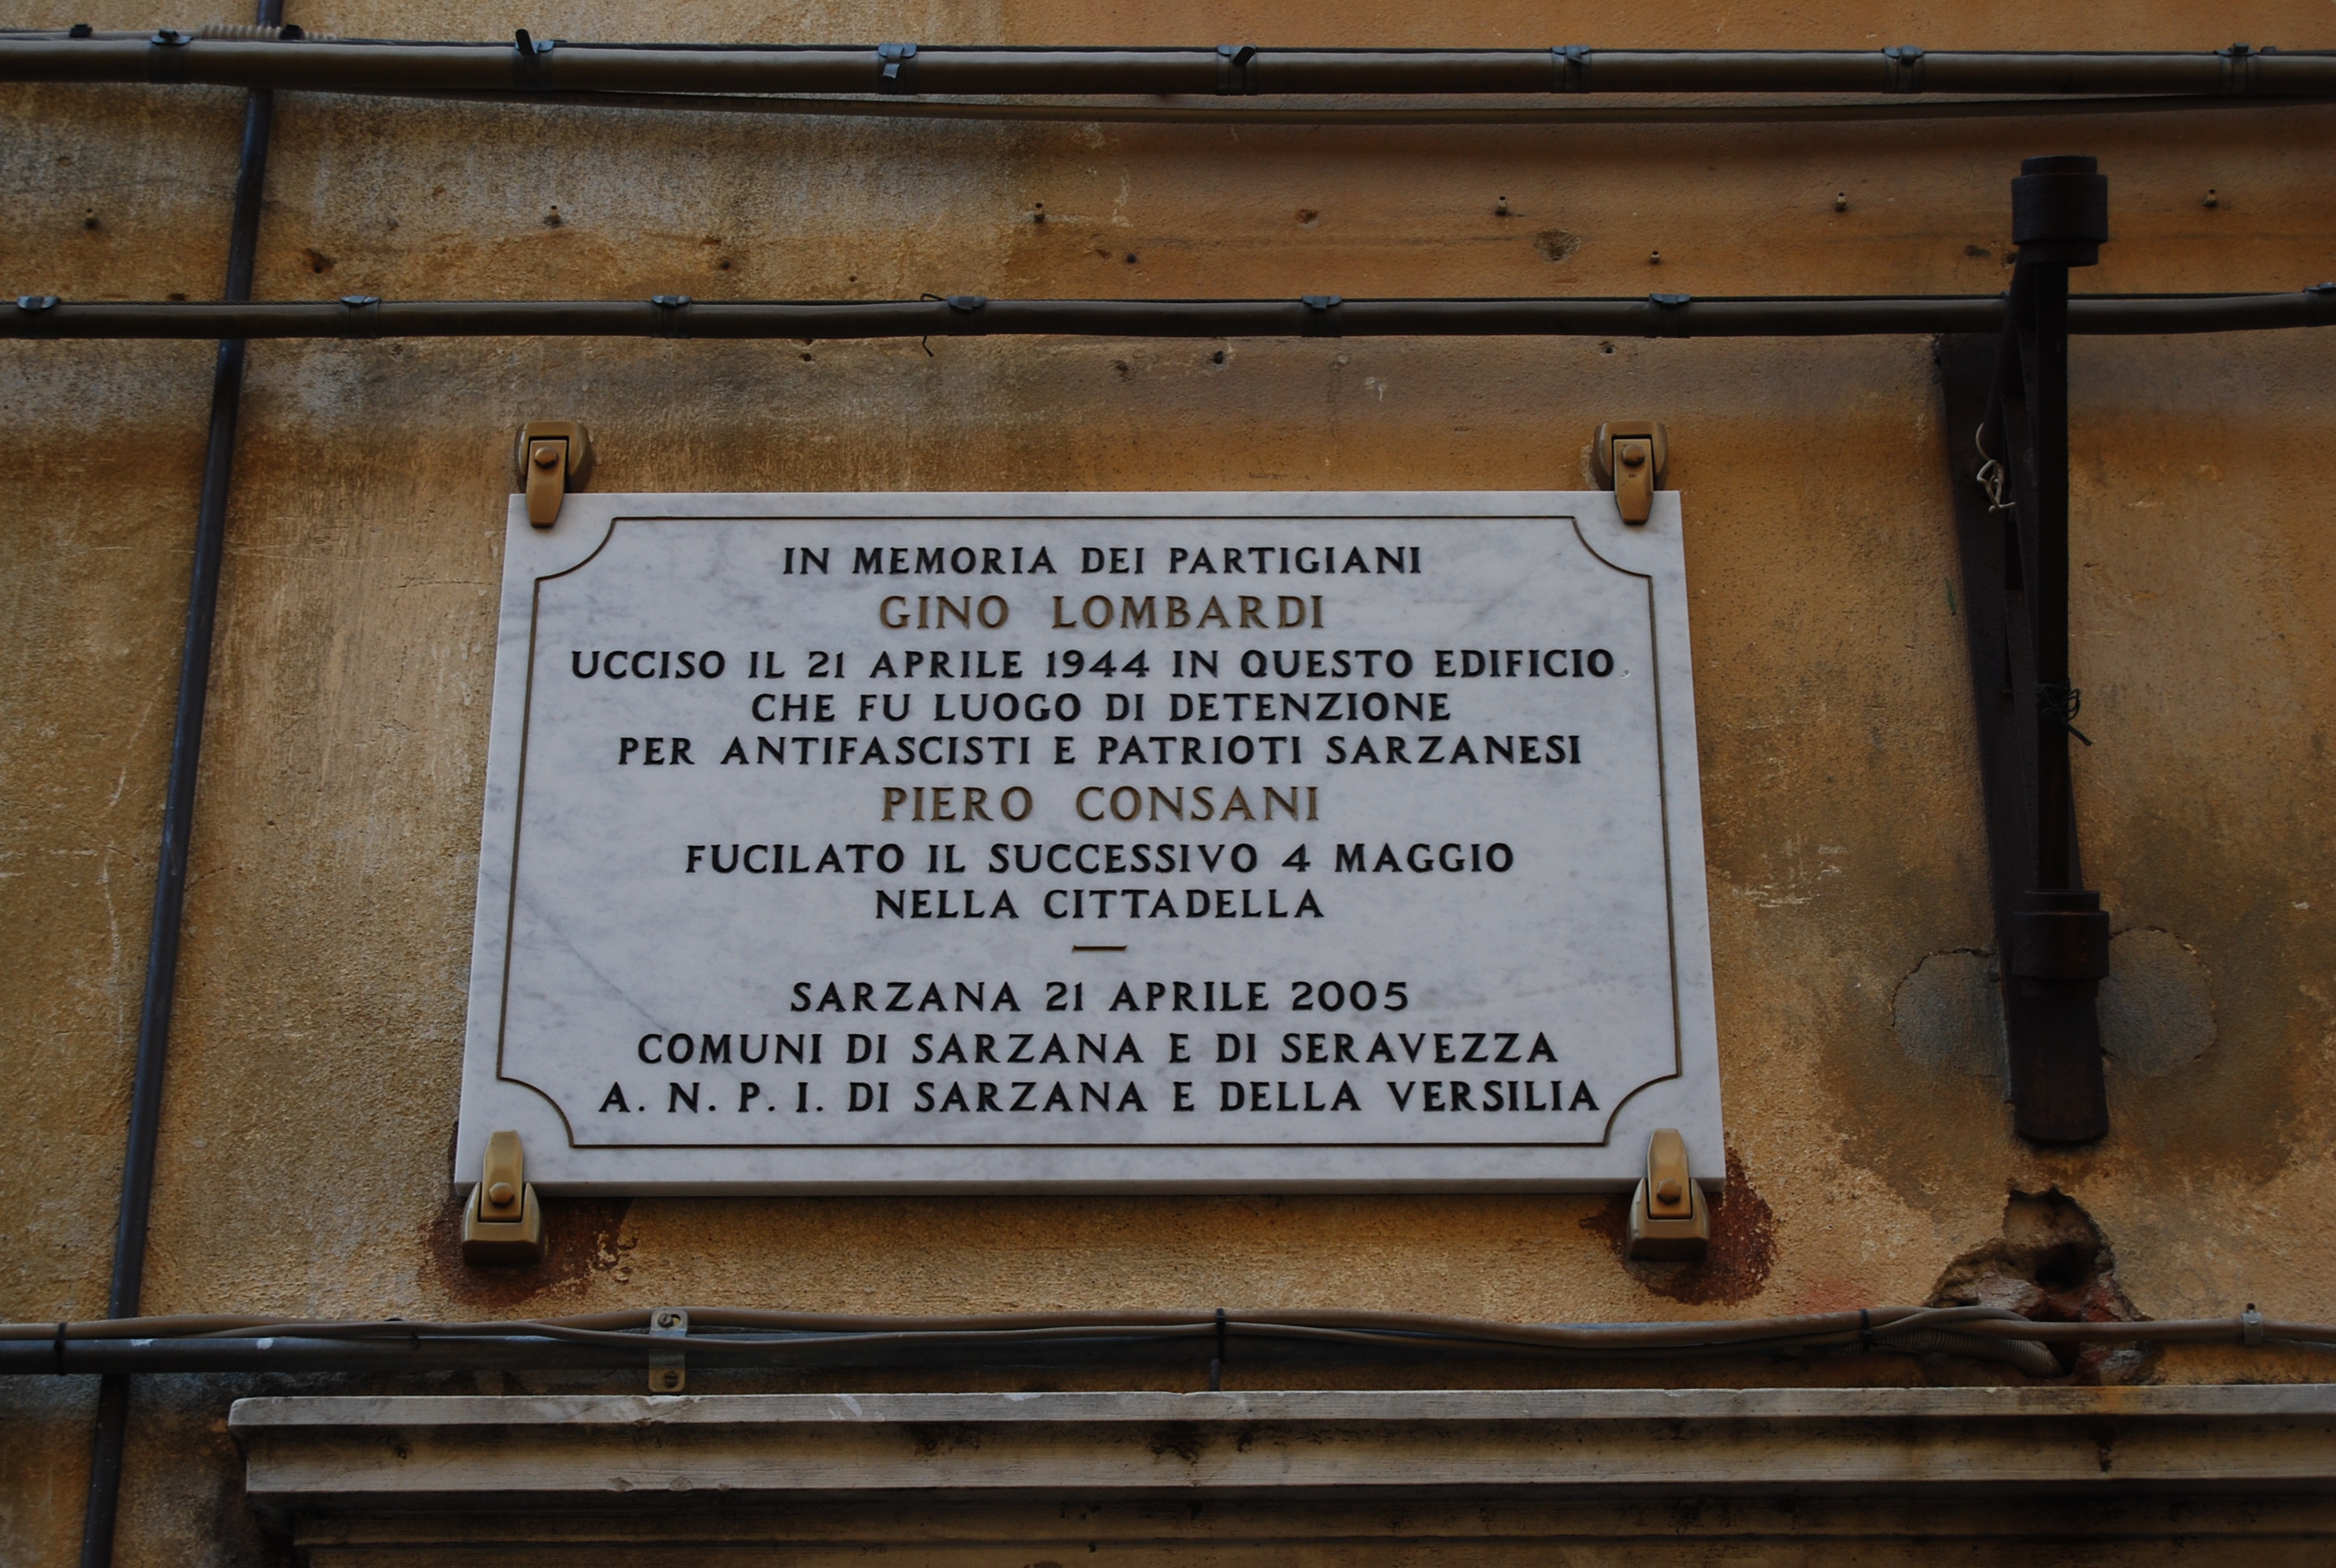 IN MEMORIA DEI PARTIGIANI
GINO LOMBARDI
UCCISO IL 21 APRILE 1944 IN QUESTO EDIFICIO
CHE FU LUOGO DI DETENZIONE
PER ANTIFASCISTI E PATRIOTI SARZANESI
PIERO CONSANI
FUCILATO IL SUCCESSIVO 4 MAGGIO
NELLA CITTADELLA
—
SARZANA 21 APRILE 2005
COMUNI DI SARZANA E DI SERAVEZZA
A. N. P. I. DI SARZANA E DELLA VERSILIA